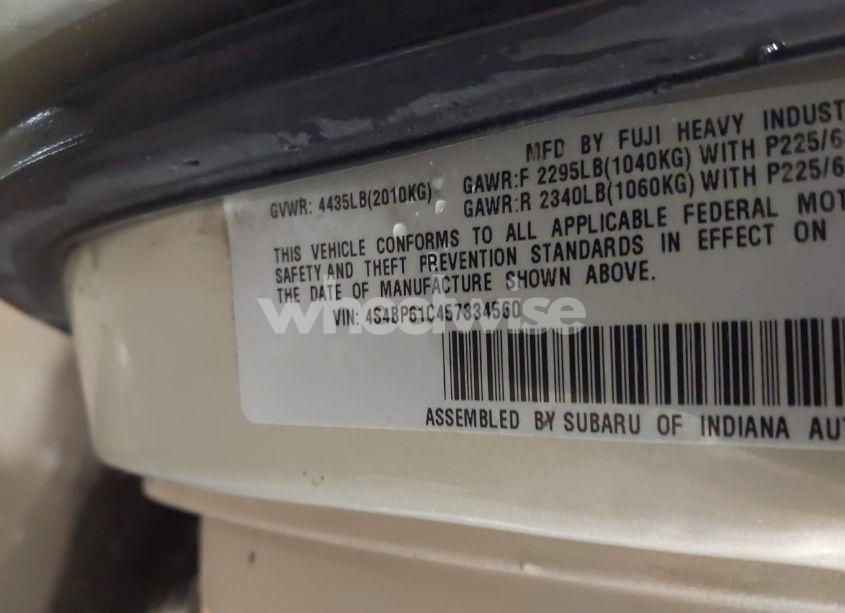 MFD BY FUJI HEAVY INDUST
GVWR: 4435LB(2010KG)
GAWR:F 2295LB(1040KG) WITH P225/6
GAWR:R 2340LB(1060KG) WITH P225/6
THIS VEHICLE CONFORMS TO ALL APPLICABLE FEDERAL MOT
SAFETY AND THEFT PREVENTION STANDARDS IN EFFECT ON
THE DATE OF MANUFACTURE SHOWN ABOVE.
wheelwise
VIN: 4S4BP61C457334560
ASSEMBLED BY SUBARU OF INDIANA AUT